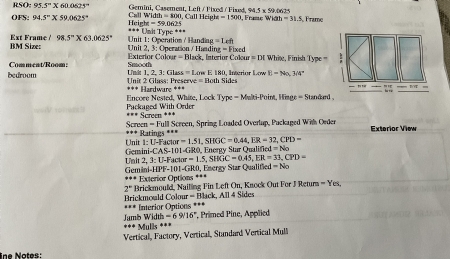 RSO: 95.5" X 60.0625"
OFS: 94.5" X 59.0625"
Ext Frame / 98.5" X 63.0625"
BM Size:
Comment/Room:
bedroom
Gemini, Casement, Left / Fixed / Fixed, 94.5 x 59.0625
Call Width = 800, Call Height = 1500, Frame Width = 31.5, Frame
Height = 59.0625
*** Unit Type ***
Unit 1: Operation / Handing = Left
Unit 2, 3: Operation / Handing = Fixed
Exterior Colour = Black, Interior Colour = DI White, Finish Type =
Smooth
Unit 1, 2, 3: Glass = Low E 180, Interior Low E = No, 3/4"
Unit 2 Glass: Preserve = Both Sides
*** Hardware ***
Encore Nested, White, Lock Type = Multi-Point, Hinge = Standard,
Packaged With Order
*** Screen ***
Screen = Full Screen, Spring Loaded Overlap, Packaged With Order
*** Ratings ***
Unit 1: U-Factor = 1.51, SHGC = 0.44, ER = 32, CPD =
Gemini-CAS-101-GR0, Energy Star Qualified = No
Unit 2, 3: U-Factor = 1.5, SHGC = 0.45, ER = 33, CPD =
Gemini-HPF-101-GR0, Energy Star Qualified = No
*** Exterior Options ***
2" Brickmould, Nailing Fin Left On, Knock Out For J Return = Yes,
Brickmould Colour = Black, All 4 Sides
*** Interior Options ***
Jamb Width = 6 9/16", Primed Pine, Applied
*** Mulls ***
Vertical, Factory, Vertical, Standard Vertical Mull
Exterior View
ine Notes: